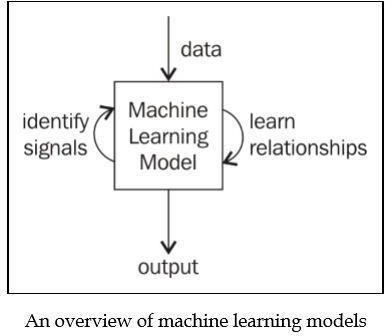 data
identify
signals
Machine
Learning
Model
learn
relationships
output
An overview of machine learning models